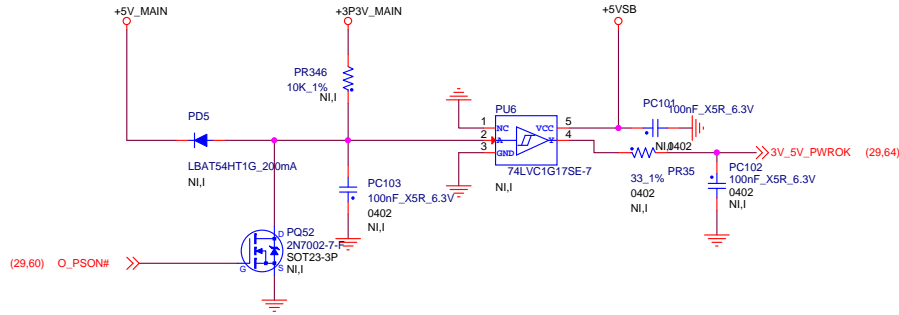 +5V_MAIN
+3P3V_MAIN
+5VSB
PR346
10K_1%
NI,I
PD5
LBAT54HT1G_200mA
NI,I
PU6
1
NC
VCC
5
2
A
Y
4
3
GND
74LVC1G17SE-7
NI,I
PC101
100nF_X5R_6.3V
NI,I
0402
33_1%
PR35
0402
NI,I
3V_5V_PWROK
(29,64)
PC102
100nF_X5R_6.3V
0402
NI,I
PC103
100nF_X5R_6.3V
0402
NI,I
PQ52
2N7002-7-F
SOT23-3P
NI,I
D
G
S
(29,60)
O_PSON#